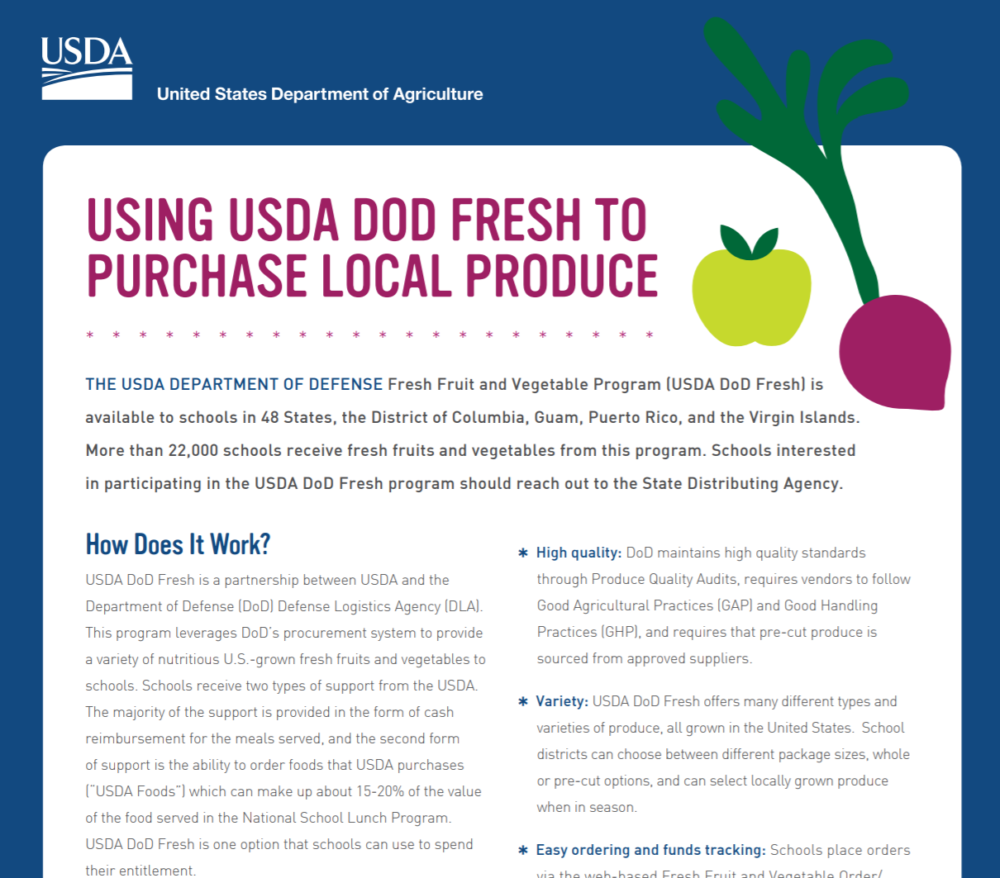 USDA
United States Department of Agriculture
USING USDA DOD FRESH TO
PURCHASE LOCAL PRODUCE
* * * * * * * * * * * * * * * * * * * * * *
THE USDA DEPARTMENT OF DEFENSE Fresh Fruit and Vegetable Program (USDA DoD Fresh) is
available to schools in 48 States, the District of Columbia, Guam, Puerto Rico, and the Virgin Islands.
More than 22,000 schools receive fresh fruits and vegetables from this program. Schools interested
in participating in the USDA DoD Fresh program should reach out to the State Distributing Agency.
How Does It Work?
USDA DoD Fresh is a partnership between USDA and the
Department of Defense (DoD) Defense Logistics Agency (DLA).
This program leverages DoD's procurement system to provide
a variety of nutritious U.S.-grown fresh fruits and vegetables to
schools. Schools receive two types of support from the USDA.
The majority of the support is provided in the form of cash
reimbursement for the meals served, and the second form
of support is the ability to order foods that USDA purchases
("USDA Foods") which can make up about 15-20% of the value
of the food served in the National School Lunch Program.
USDA DoD Fresh is one option that schools can use to spend
their entitlement.
* High quality: DoD maintains high quality standards
through Produce Quality Audits, requires vendors to follow
Good Agricultural Practices (GAP) and Good Handling
Practices (GHP), and requires that pre-cut produce is
sourced from approved suppliers.
* Variety: USDA DoD Fresh offers many different types and
varieties of produce, all grown in the United States. School
districts can choose between different package sizes, whole
or pre-cut options, and can select locally grown produce
when in season.
* Easy ordering and funds tracking: Schools place orders
via the web-based Fresh Fruit and Vegetable Order/